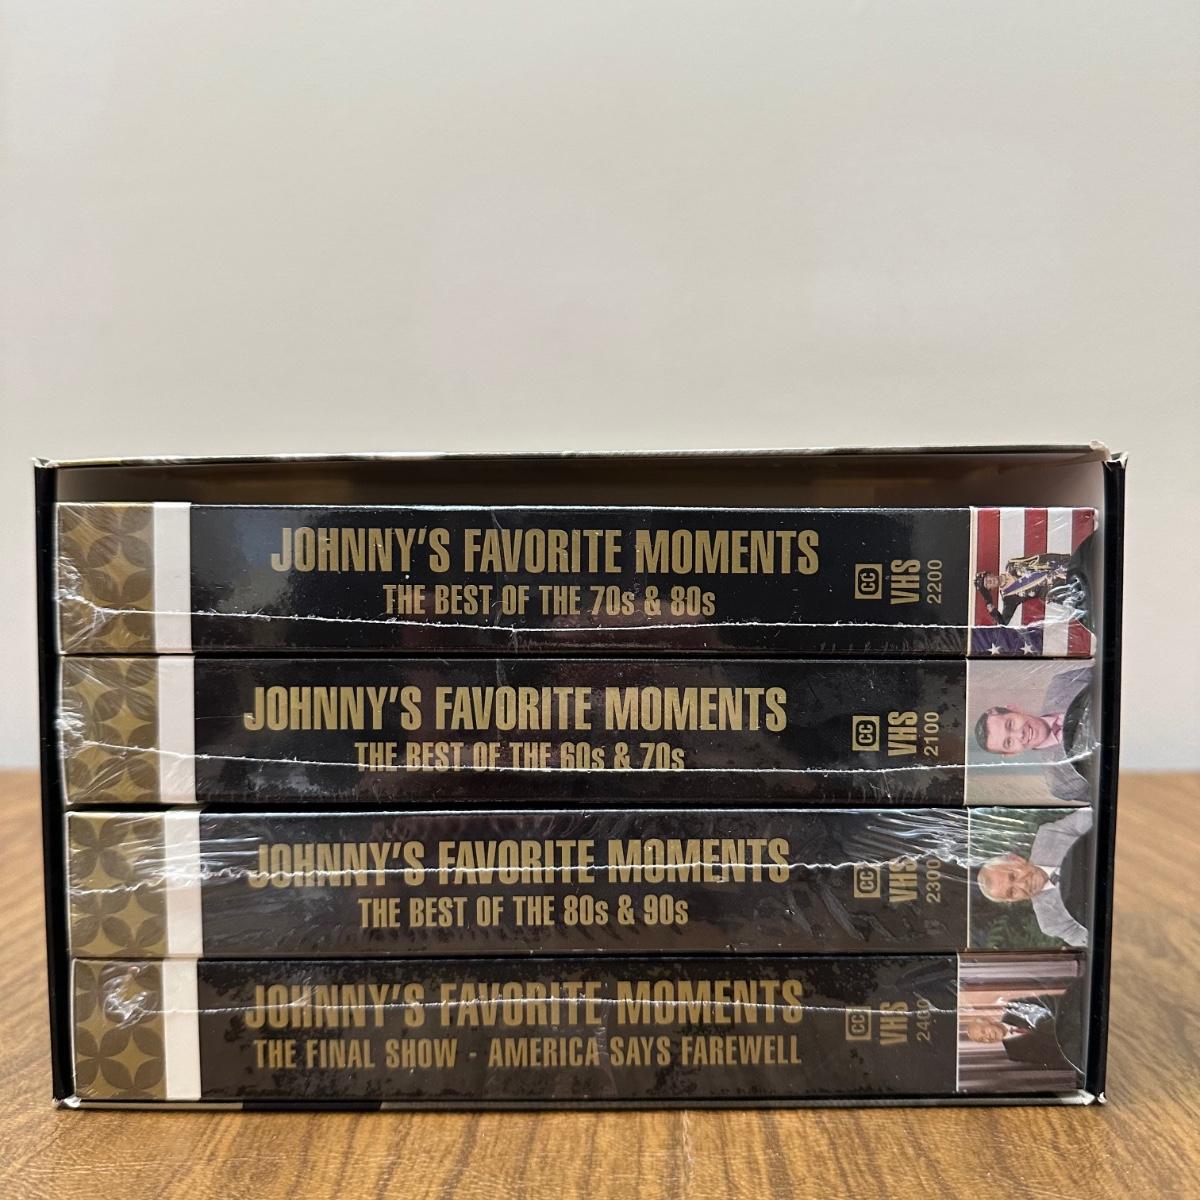 JOHNNY'S FAVORITE MOMENTS
THE BEST OF THE 70s & 80s
CC
VHS
2200
JOHNNY'S FAVORITE MOMENTS
THE BEST OF THE 60s & 70s
CC
VHS
2100
JOHNNY'S FAVORITE MOMENTS
THE BEST OF THE 80s & 90s
CC
VHS
2300
JOHNNY'S FAVORITE MOMENTS
THE FINAL SHOW - AMERICA SAYS FAREWELL
CC
VHS
2400